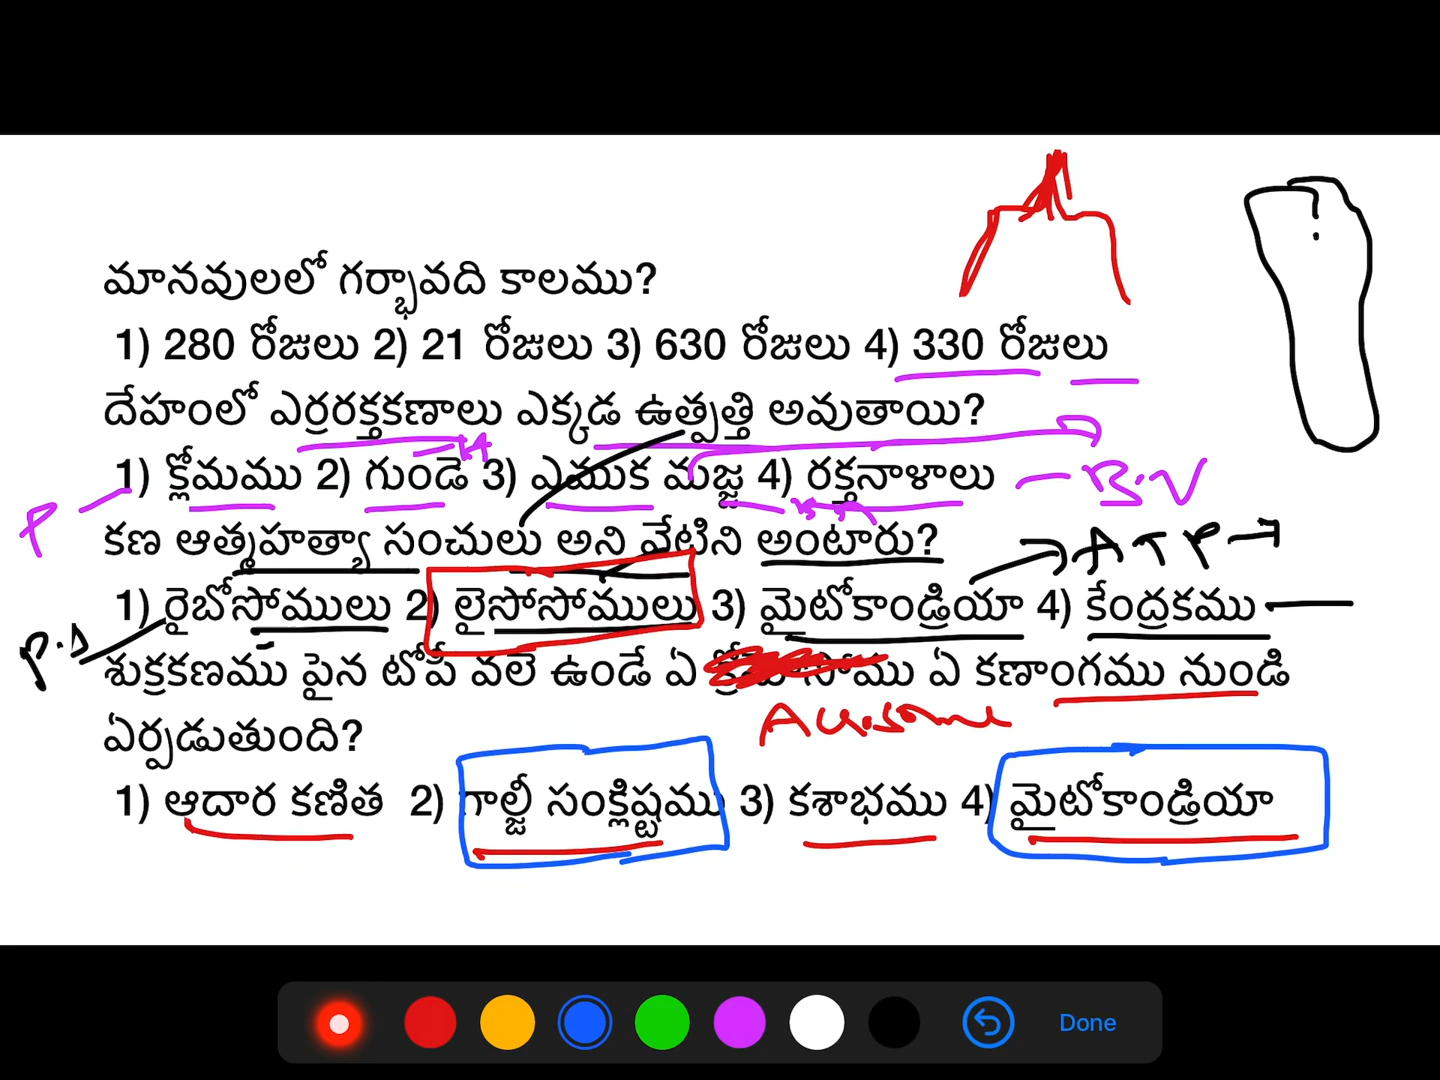 మానవులలో గర్భావది కాలము?
1) 280 రోజులు 2) 21 రోజులు 3) 630 రోజులు 4) 330 రోజులు
దేహంలో ఎర్రరక్తకణాలు ఎక్కడ ఉత్పత్తి అవుతాయి?
1) క్లోమము 2) గుండె 3) ఎముక మజ్జ 4) రక్తనాళాలు B.V
P
కణ ఆత్మహత్యా సంచులు అని వేటిని అంటారు? ATP
1) రైబోసోములు 2) లైసోసోములు 3) మైటోకాండ్రియా 4) కేంద్రకము
P.S
శుక్రకణము పైన టోపీ వలె ఉండే ఏ సోము ఏ కణాంగము నుండి
ఏర్పడుతుంది?
1) ఆదార కణిత 2) గాల్జీ సంక్లిష్టము 3) కశాభము 4) మైటోకాండ్రియా
Done